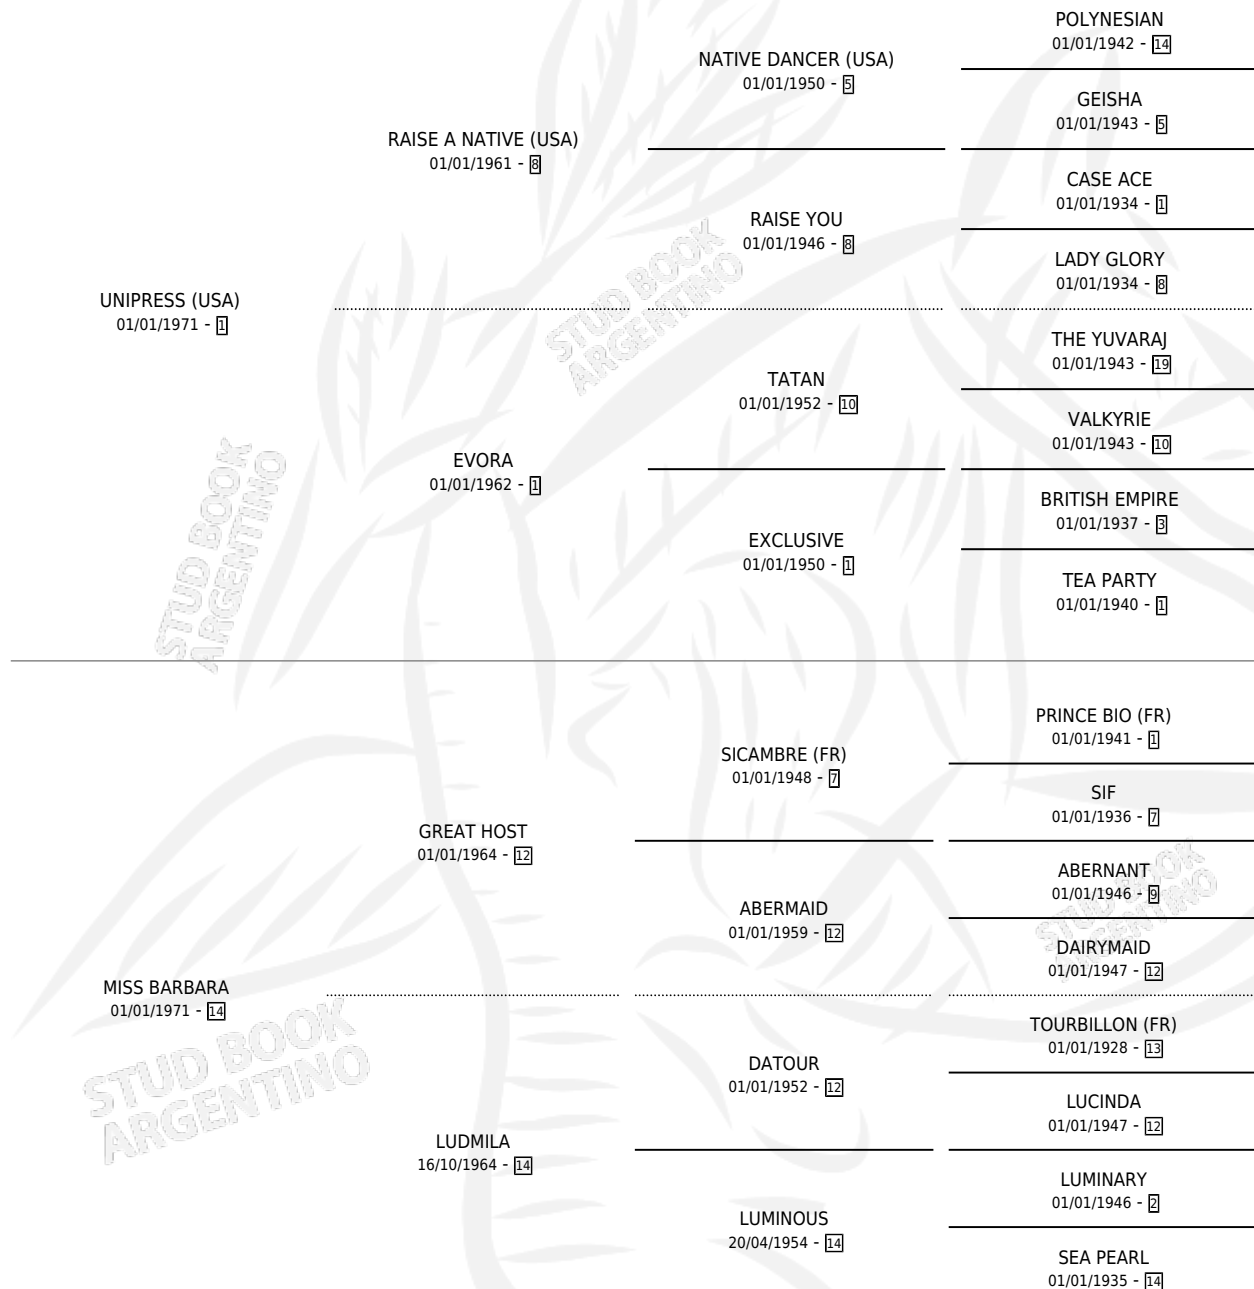 POLYNESIAN
01/01/1942 - 14
NATIVE DANCER (USA)
01/01/1950 - 5
GEISHA
01/01/1943 - 5
RAISE A NATIVE (USA)
01/01/1961 - 8
CASE ACE
01/01/1934 - 1
RAISE YOU
01/01/1946 - 8
LADY GLORY
01/01/1934 - 8
UNIPRESS (USA)
01/01/1971 - 1
THE YUVARAJ
01/01/1943 - 19
TATAN
01/01/1952 - 10
VALKYRIE
01/01/1943 - 10
EVORA
01/01/1962 - 1
BRITISH EMPIRE
01/01/1937 - 3
EXCLUSIVE
01/01/1950 - 1
TEA PARTY
01/01/1940 - 1
PRINCE BIO (FR)
01/01/1941 - 1
SICAMBRE (FR)
01/01/1948 - 7
SIF
01/01/1936 - 7
GREAT HOST
01/01/1964 - 12
ABERNANT
01/01/1946 - 9
ABERMAID
01/01/1959 - 12
DAIRYMAID
01/01/1947 - 12
MISS BARBARA
01/01/1971 - 14
TOURBILLON (FR)
01/01/1928 - 13
DATOUR
01/01/1952 - 12
LUCINDA
01/01/1947 - 12
LUDMILA
16/10/1964 - 14
LUMINARY
01/01/1946 - 2
LUMINOUS
20/04/1954 - 14
SEA PEARL
01/01/1935 - 14
STUD BOOK
ARGENTINO
STUD BOOK
ARGENTINO
STUD BOOK
ARGENTINO
STUD BOOK
ARGENTINO